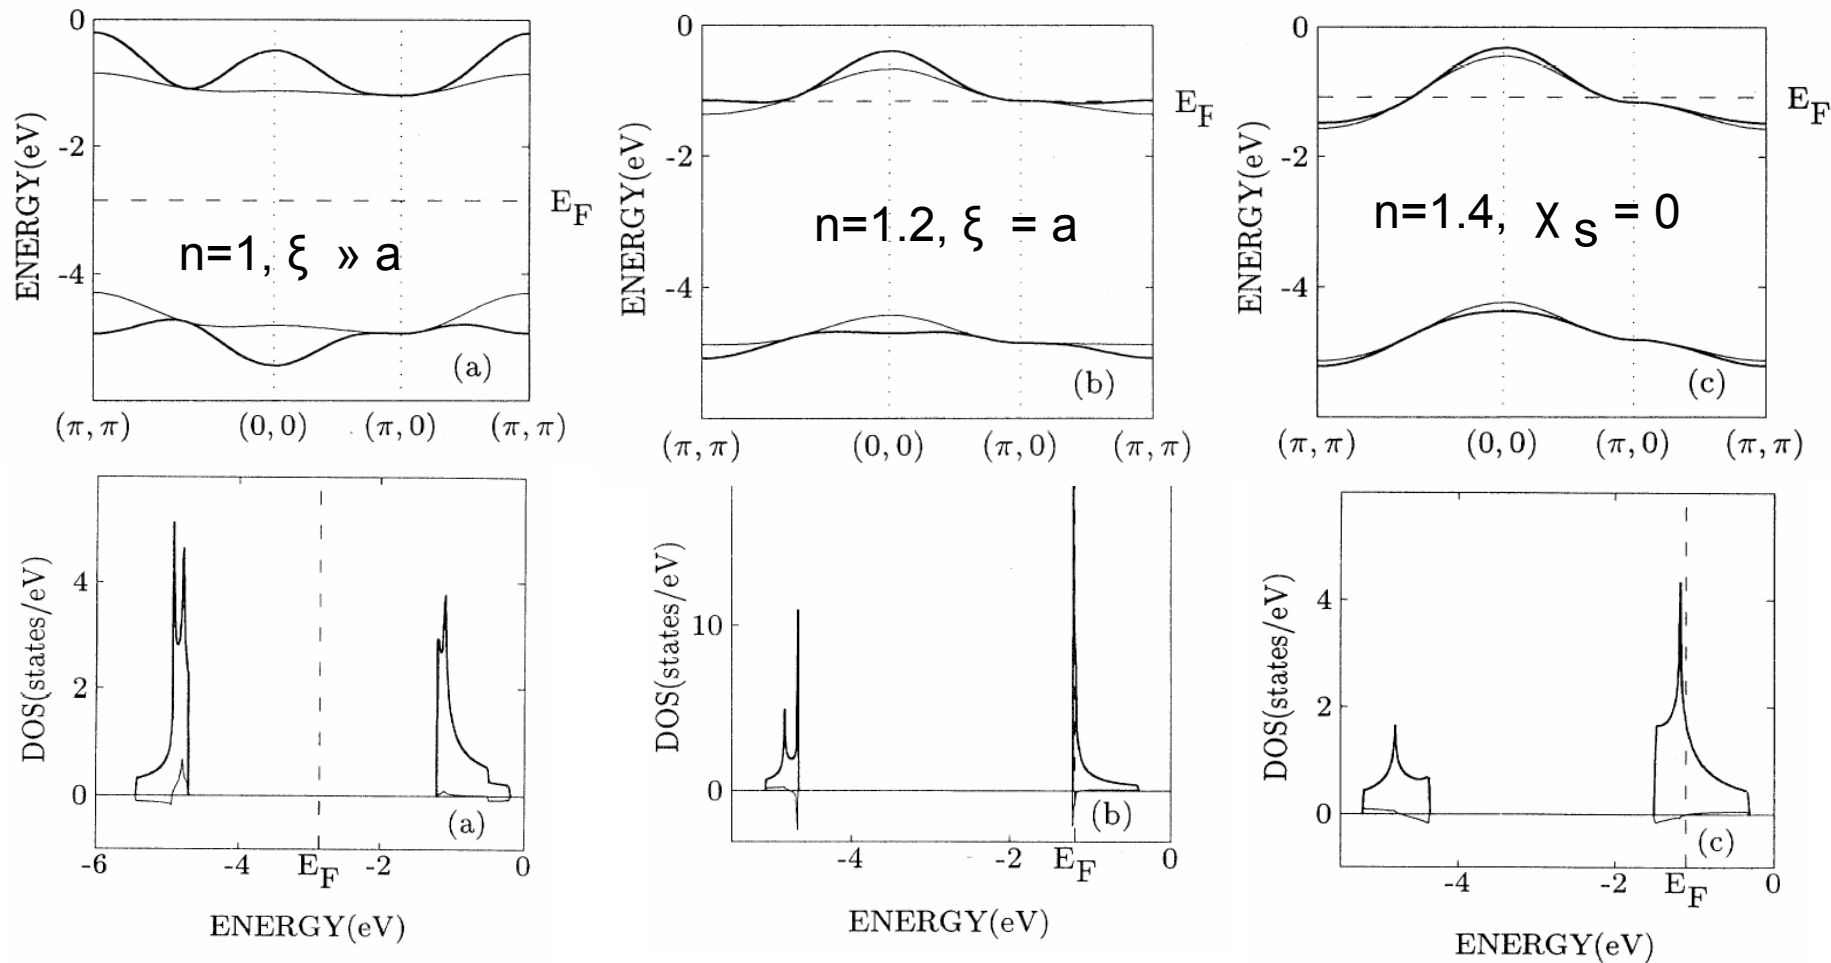 0
-2
-4
ENERGY(eV)
E_F
n=1, ξ » a
(a)
(π, π)
(0, 0)
(π, 0)
(π, π)
0
-2
-4
ENERGY(eV)
E_F
n=1.2, ξ = a
(b)
(π, π)
(0, 0)
(π, 0)
(π, π)
0
-2
-4
ENERGY(eV)
E_F
n=1.4, χ_s = 0
(c)
(π, π)
(0, 0)
(π, 0)
(π, π)
4
2
0
DOS(states/eV)
(a)
-6
-4
E_F
-2
0
ENERGY(eV)
10
0
DOS(states/eV)
(b)
-4
-2
E_F
0
ENERGY(eV)
4
2
0
DOS(states/eV)
(c)
-4
-2
E_F
0
ENERGY(eV)